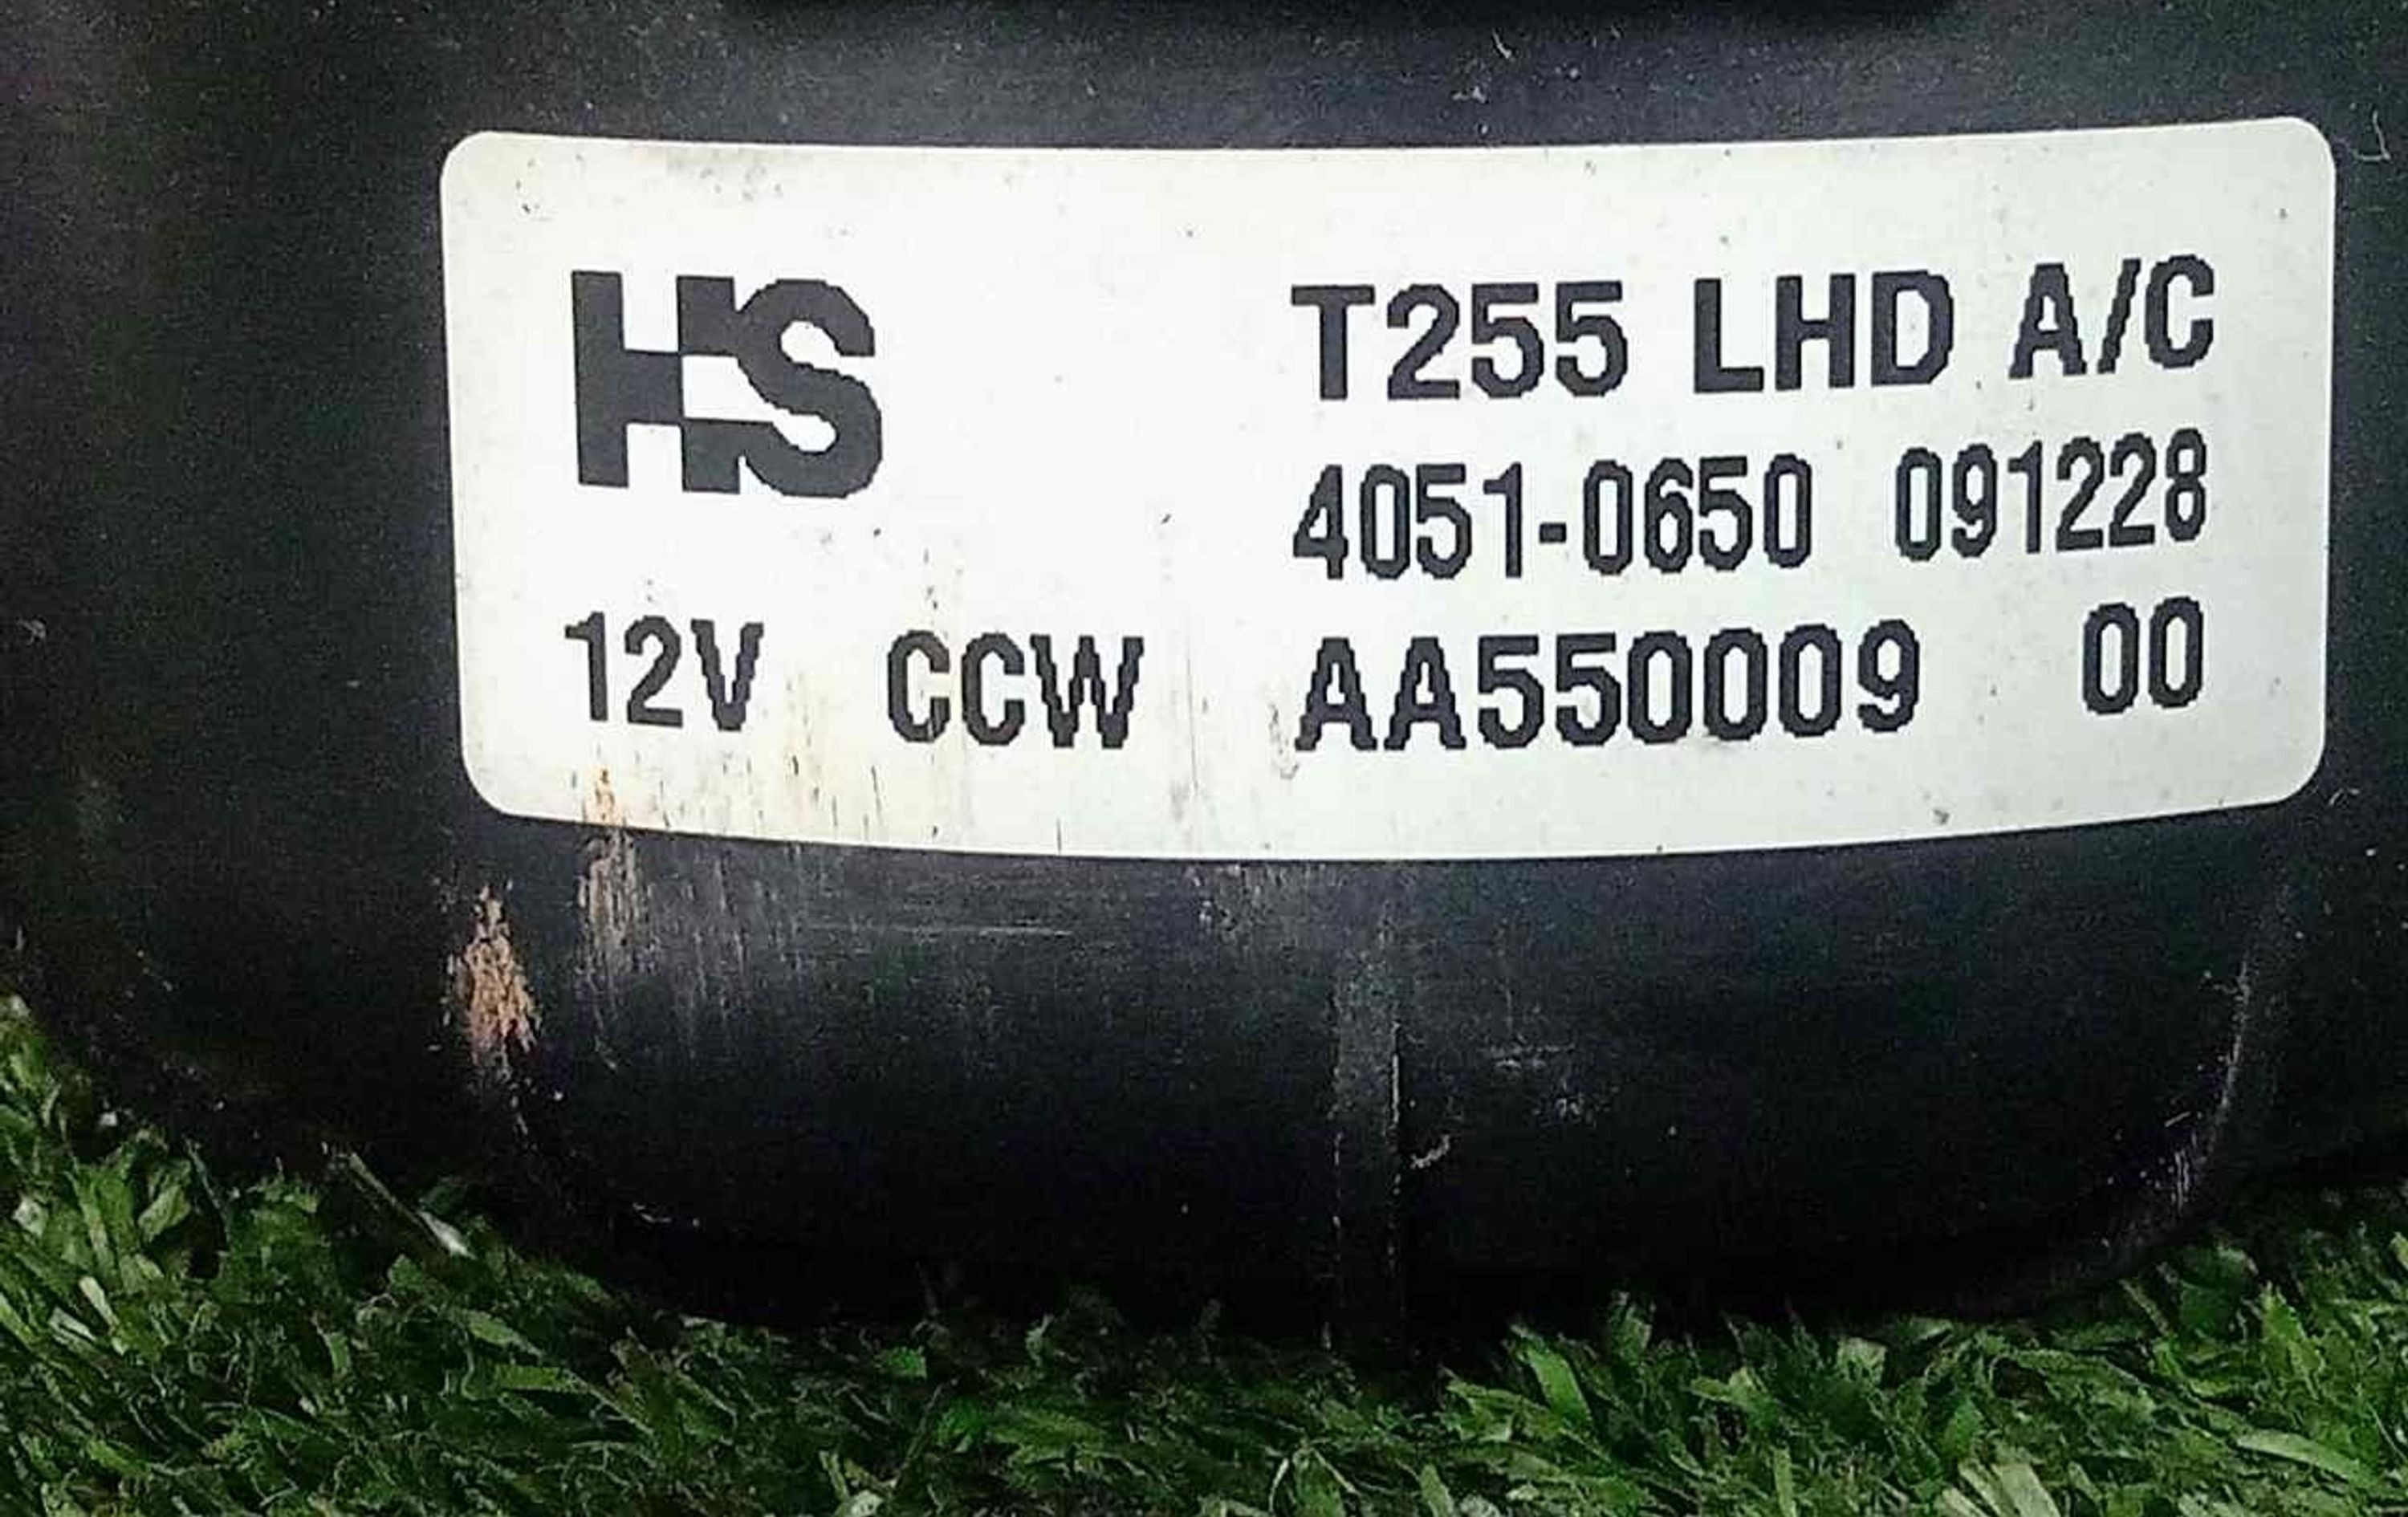 HS
T255 LHD A/C
4051-0650 091228
12V CCW AA550009 00